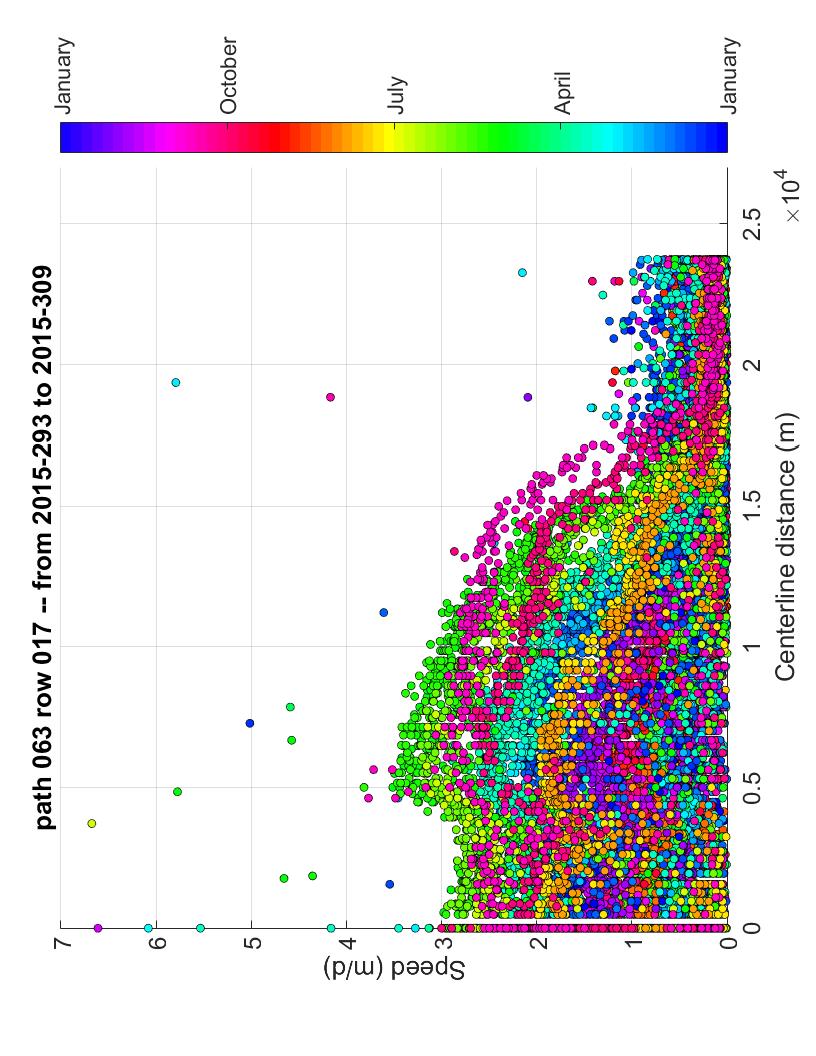 path 063 row 017 -- from 2015-293 to 2015-309
7
6
5
4
3
2
1
0
Speed (m/d)
0
0.5
1
1.5
2
2.5
×10^4
Centerline distance (m)
January
October
July
April
January